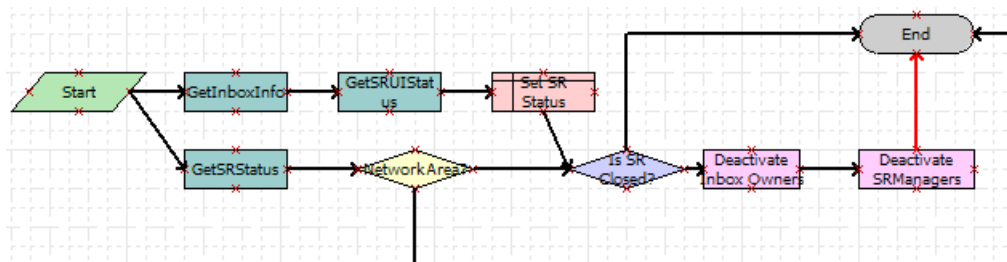 End
Start
GetInboxInfo
GetSRUIStat
us
Set SR
Status
GetSRStatus
NetworkArea?
Is SR
Closed?
Deactivate
Inbox Owners
Deactivate
SRManagers